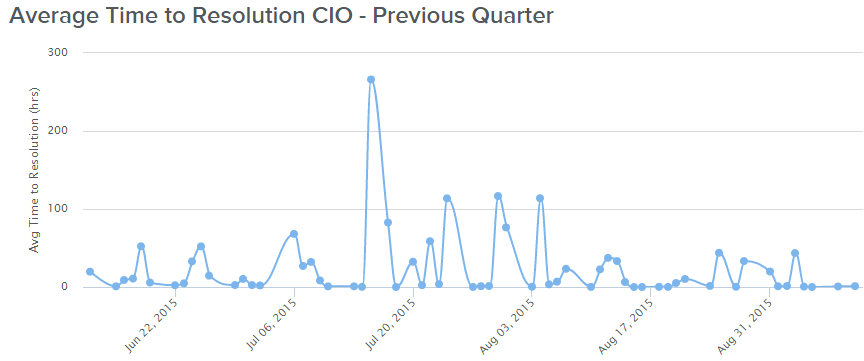 Average Time to Resolution CIO - Previous Quarter
300
200
100
0
Avg Time to Resolution (hrs)
Jun 22, 2015
Jul 06, 2015
Jul 20, 2015
Aug 03, 2015
Aug 17, 2015
Aug 31, 2015